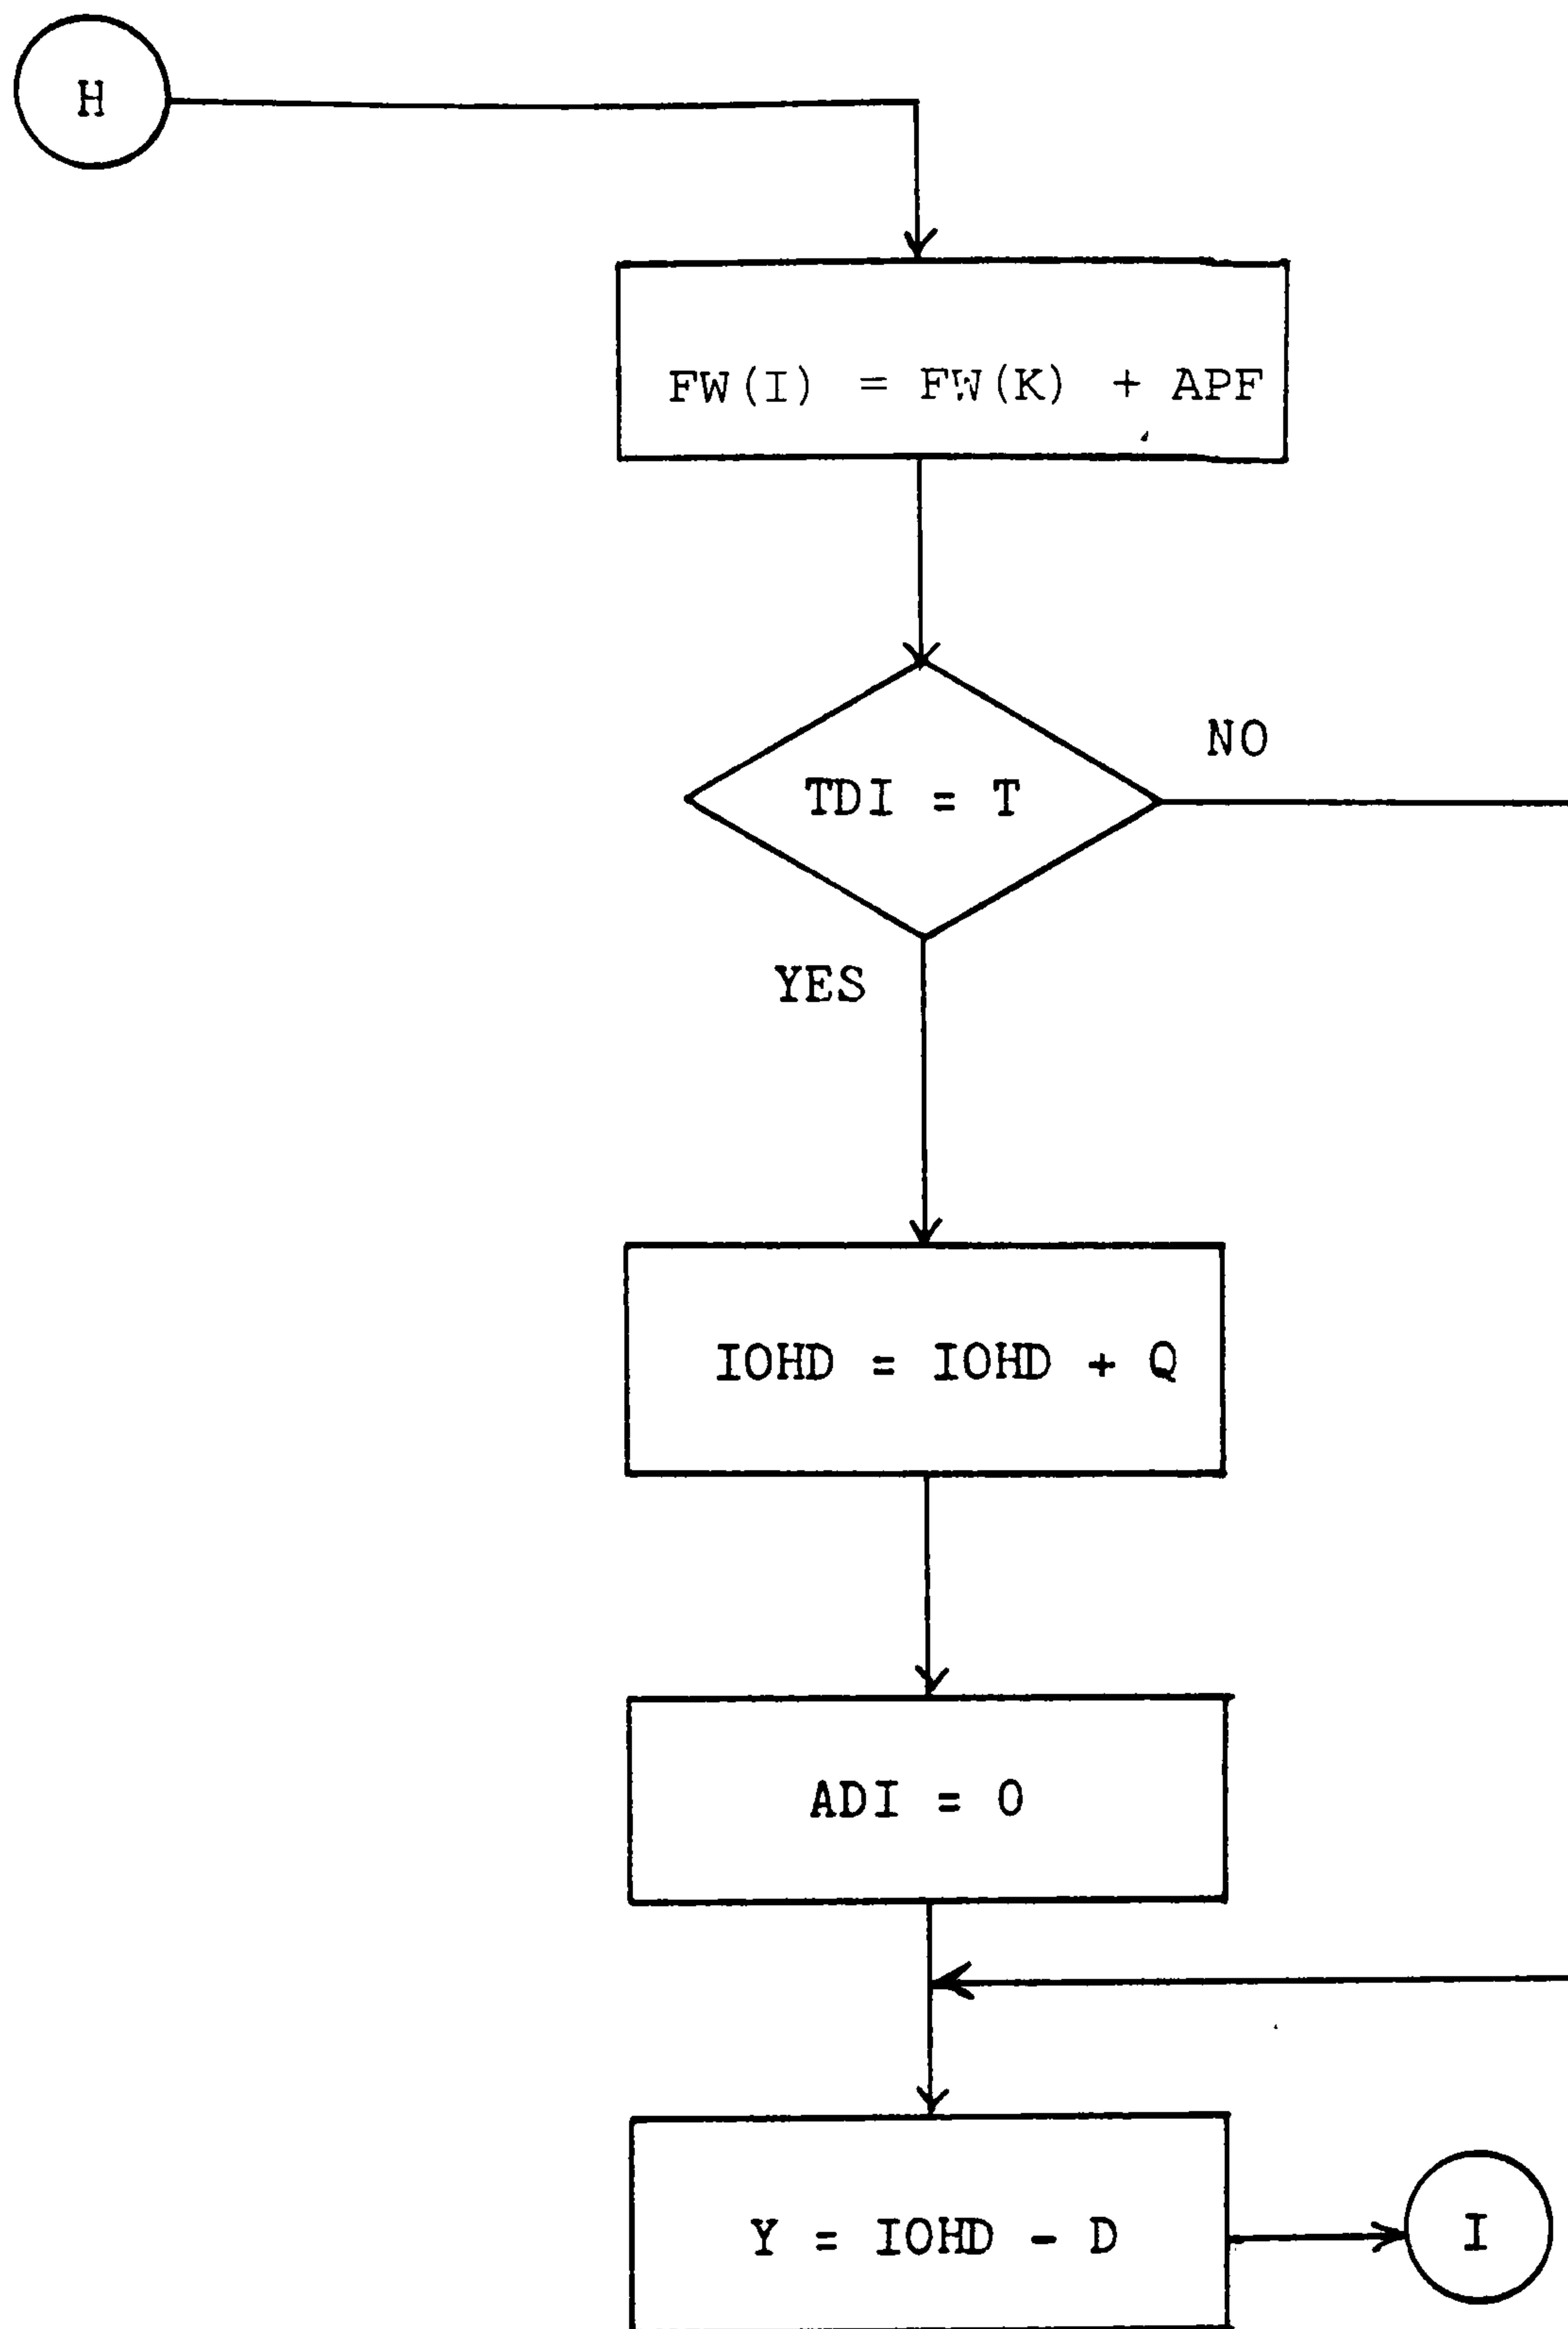 H
FW(I) = FW(K) + APF
TDI = T
NO
YES
IOHD = IOHD + Q
ADI = 0
Y = IOHD - D
I